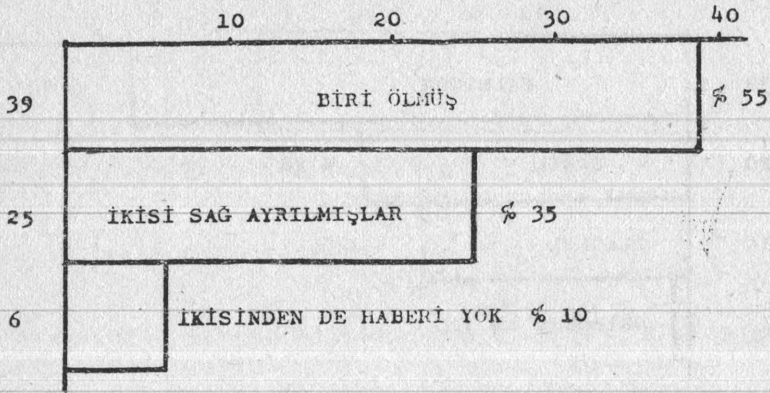 10 20 30 40
39 BİRİ ÖLMÜŞ % 55
25 İKİSİ SAĞ AYRILMIŞLAR % 35
6 İKİSİNDEN DE HABERİ YOK % 10